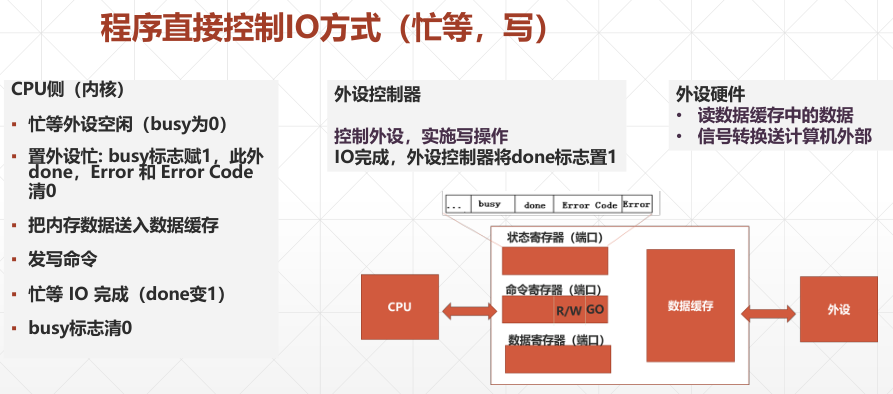 程序直接控制IO方式（忙等，写）
CPU侧（内核）
▪ 忙等外设空闲（busy为0）
▪ 置外设忙: busy标志赋1，此外
done，Error 和 Error Code
清0
▪ 把内存数据送入数据缓存
▪ 发写命令
▪ 忙等 IO 完成（done变1）
▪ busy标志清0
外设控制器
控制外设，实施写操作
IO完成，外设控制器将done标志置1
外设硬件
• 读数据缓存中的数据
• 信号转换送计算机外部
... busy done Error Code Error
状态寄存器（端口）
命令寄存器（端口）
R/W GO
数据寄存器（端口）
CPU
数据缓存
外设